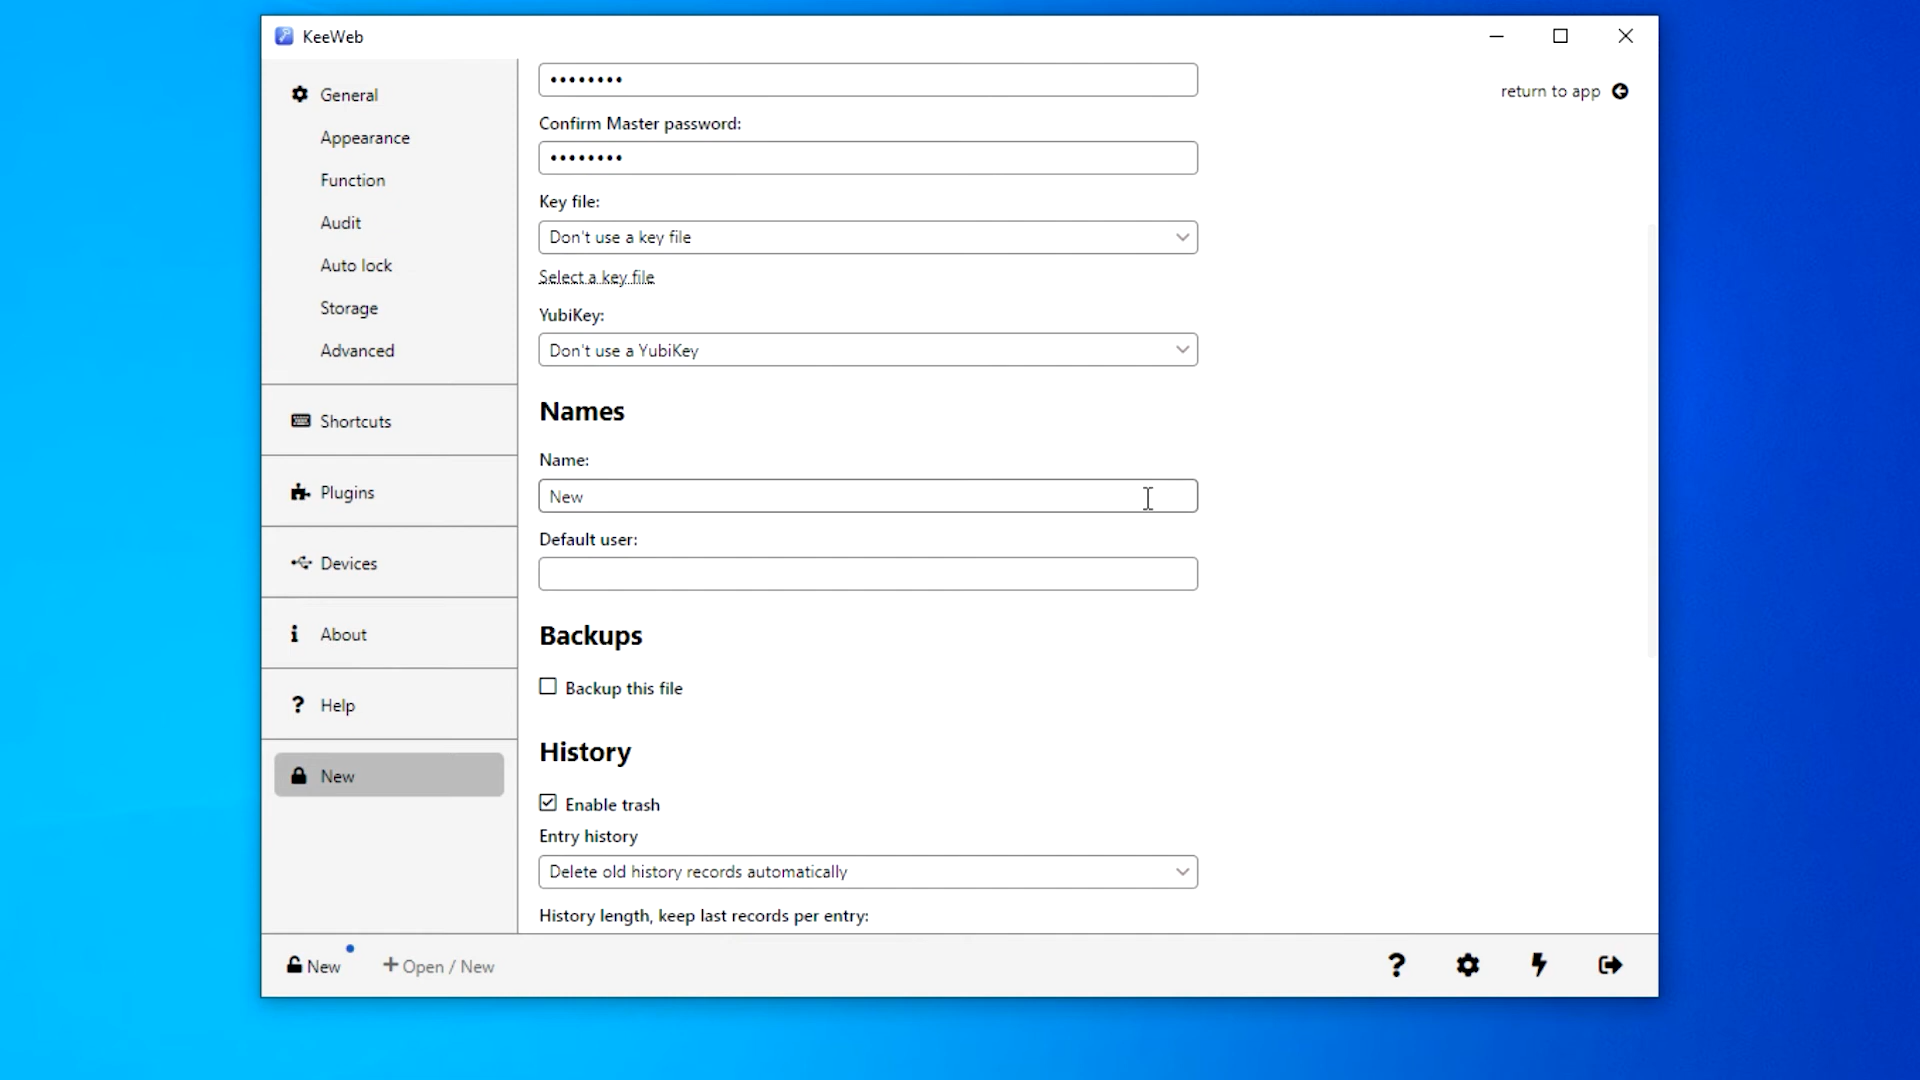 KeeWeb
General
Appearance
Function
Audit
Auto lock
Storage
Advanced
Shortcuts
Plugins
Devices
About
Help
New
return to app
••••••••
Confirm Master password:
••••••••
Key file:
Don't use a key file
Select a key file
YubiKey:
Don't use a YubiKey
Names
Name:
New
Default user:
Backups
Backup this file
History
Enable trash
Entry history
Delete old history records automatically
History length, keep last records per entry:
New
Open / New